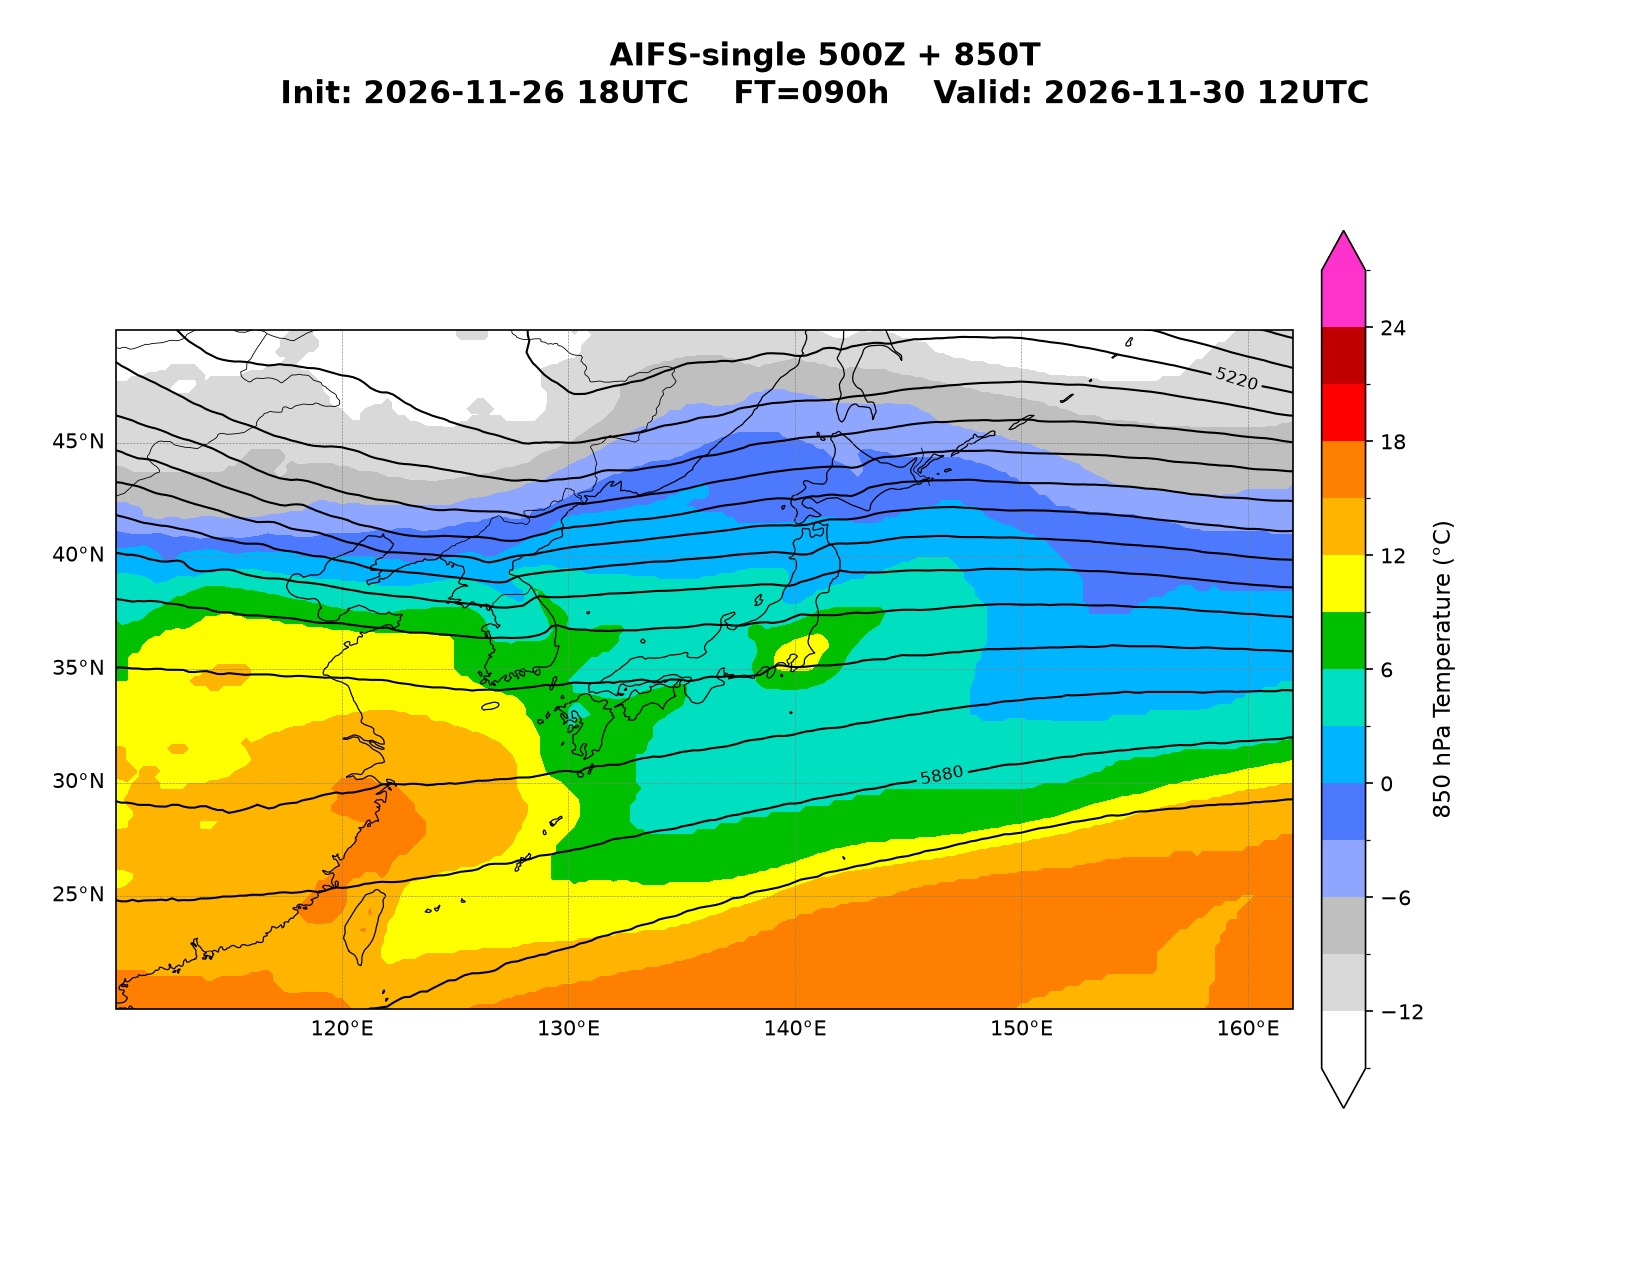 AIFS-single 500Z + 850T
Init: 2026-11-26 18UTC    FT=090h    Valid: 2026-11-30 12UTC
5220
5880
45°N
40°N
35°N
30°N
25°N
120°E
130°E
140°E
150°E
160°E
24
18
12
6
0
−6
−12
850 hPa Temperature (°C)